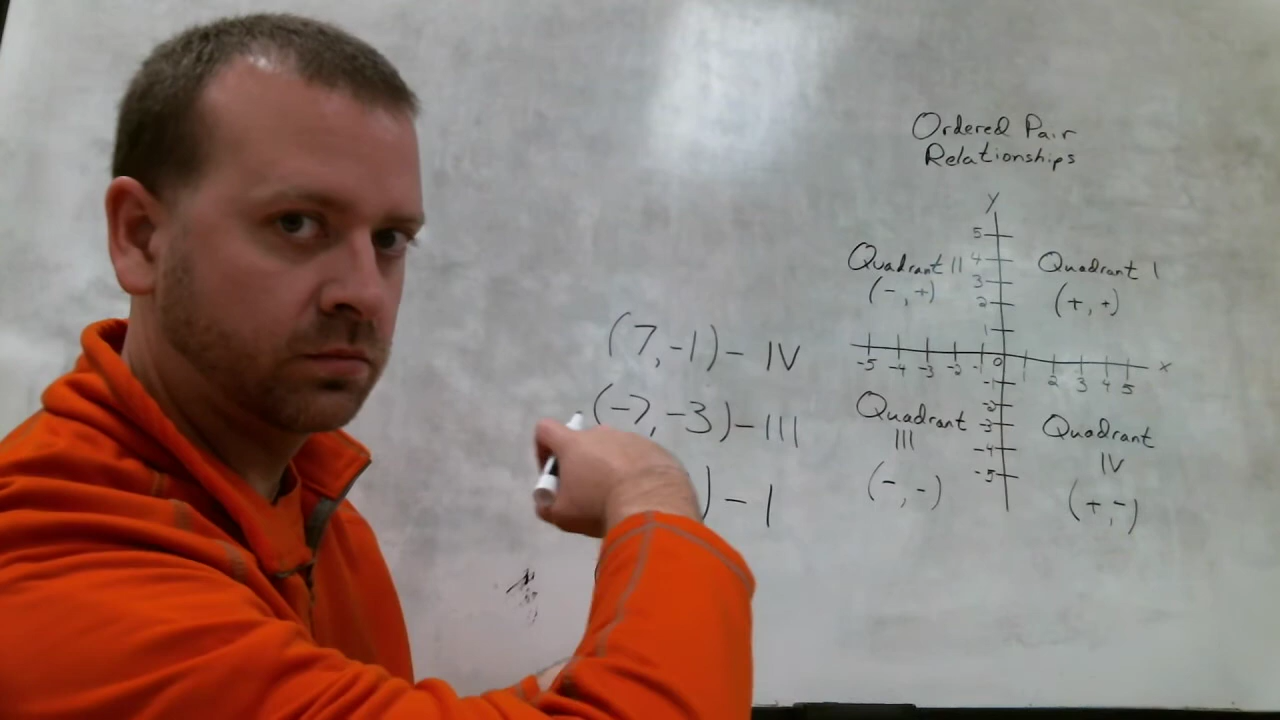 Ordered Pair
Relationships
y
5
Quadrant II 4 Quadrant I
3
(-, +) 2 (+, +)
1
(7, -1) - IV
-5 -4 -3 -2 -1 0 1 2 3 4 5 x
-1
(-7, -3) - III
-2
Quadrant -3 Quadrant
III -4 IV
-5
(-, -) (+, -)
) - I